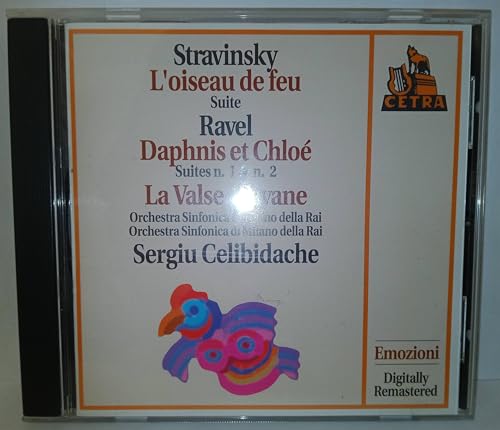 Stravinsky
L'oiseau de feu
Suite
Ravel
Daphnis et Chloé
Suites n. 1 n. 2
La Valse
Orchestra Sinfonica della Rai
Orchestra Sinfonica di Milano della Rai
Sergiu Celibidache
CETRA
Emozioni
Digitally
Remastered